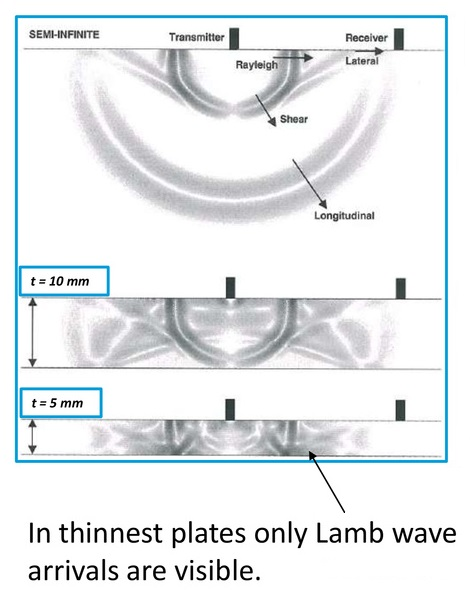 SEMI-INFINITE
Transmitter
Receiver
Rayleigh
Lateral
Shear
Longitudinal
t = 10 mm
t = 5 mm
In thinnest plates only Lamb wave
arrivals are visible.